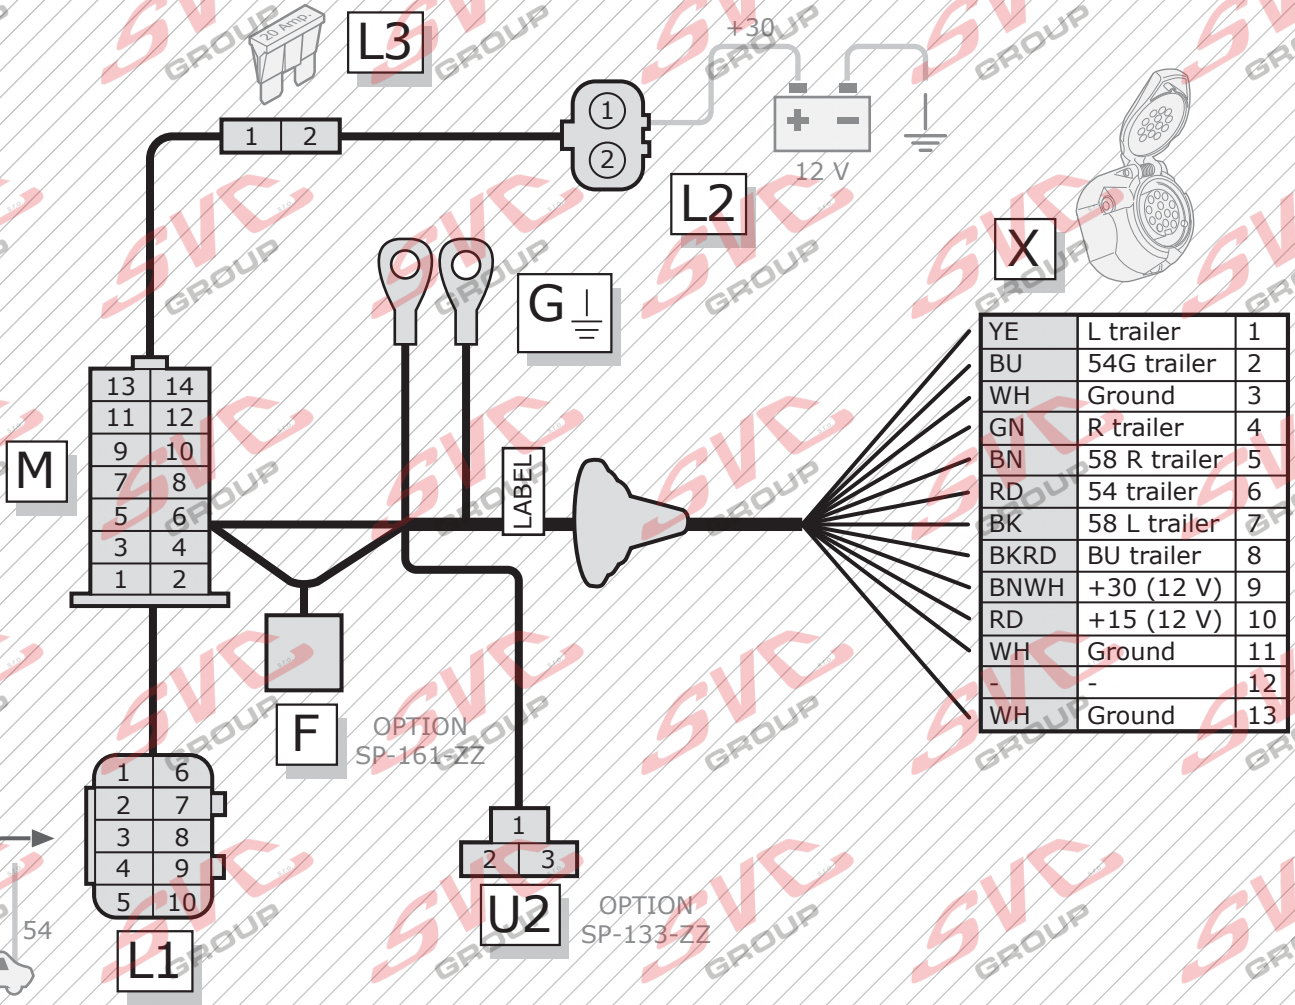 20 Amp.
L3
+30
1 2
1
2
12 V
L2
X
G
M
13 14
11 12
9 10
7 8
5 6
3 4
1 2
LABEL
YE L trailer 1
BU 54G trailer 2
WH Ground 3
GN R trailer 4
BN 58 R trailer 5
RD 54 trailer 6
BK 58 L trailer 7
BKRD BU trailer 8
BNWH +30 (12 V) 9
RD +15 (12 V) 10
WH Ground 11
- - 12
WH Ground 13
F
OPTION
SP-161-ZZ
1 6
2 7
3 8
4 9
5 10
L1
54
1
2 3
U2
OPTION
SP-133-ZZ
SVC
GROUP
s.r.o.